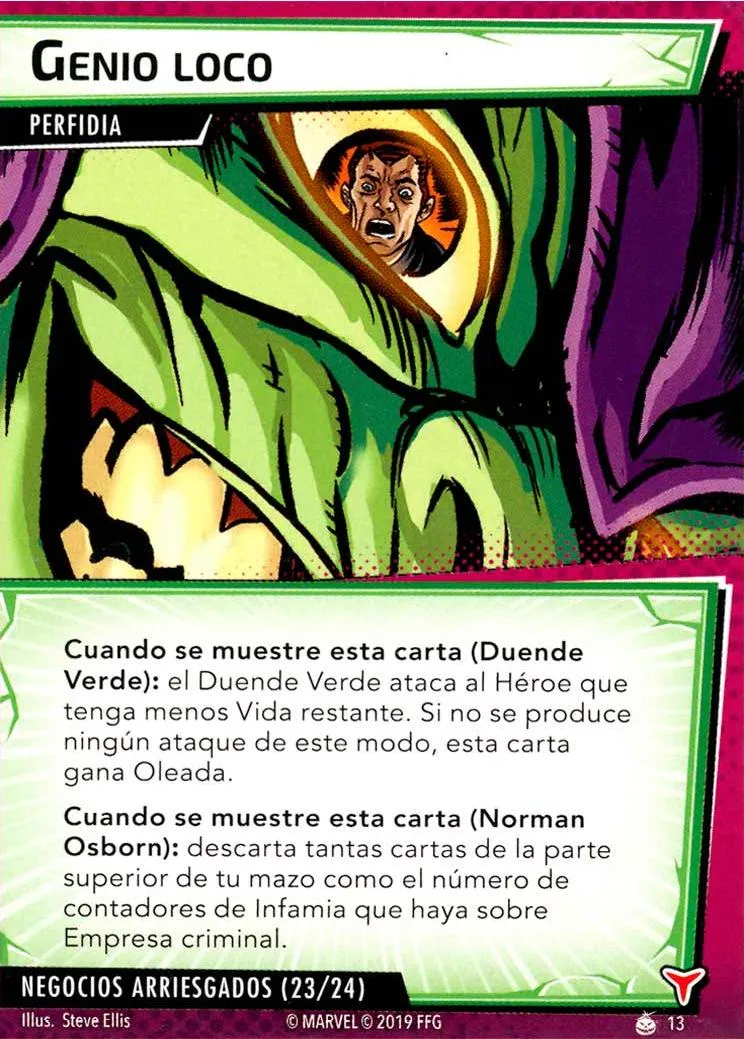 GENIO LOCO
PERFIDIA
Cuando se muestre esta carta (Duende
Verde): el Duende Verde ataca al Héroe que
tenga menos Vida restante. Si no se produce
ningún ataque de este modo, esta carta
gana Oleada.
Cuando se muestre esta carta (Norman
Osborn): descarta tantas cartas de la parte
superior de tu mazo como el número de
contadores de Infamia que haya sobre
Empresa criminal.
NEGOCIOS ARRIESGADOS (23/24)
Illus. Steve Ellis © MARVEL © 2019 FFG 13